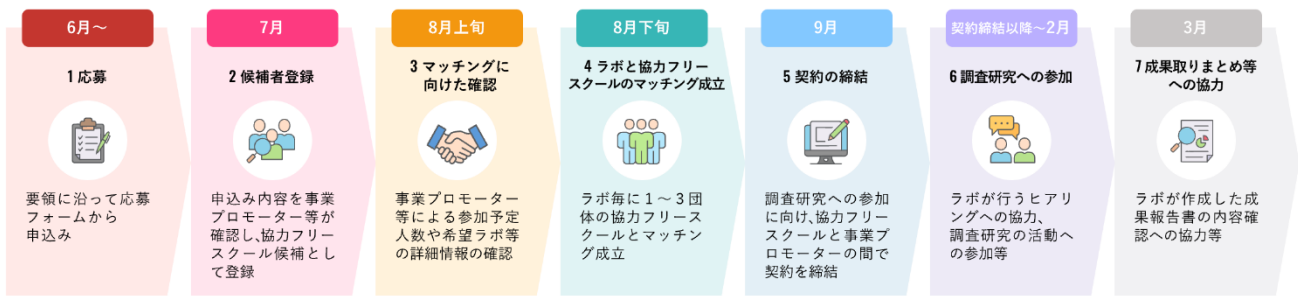 6月～
1 応募
要領に沿って応募
フォームから
申込み
7月
2 候補者登録
申込み内容を事業
プロモーター等が
確認し、協力フリー
スクール候補とし
て登録
8月上旬
3 マッチングに
向けた確認
事業プロモーター
等による参加予定
人数や希望ラボ等
の詳細情報の確認
8月下旬
4 ラボと協力フリー
スクールのマッチング成立
ラボ毎に１～３団
体の協力フリース
クールとマッチン
グ成立
9月
5 契約の締結
調査研究への参加
に向け、協力フリー
スクールと事業プ
ロモーターの間で
契約を締結
契約締結以降～2月
6 調査研究への参加
ラボが行うヒアリ
ングへの協力、
調査研究の活動へ
の参加等
3月
7 成果取りまとめ等
への協力
ラボが作成した成
果報告書の内容確
認への協力等